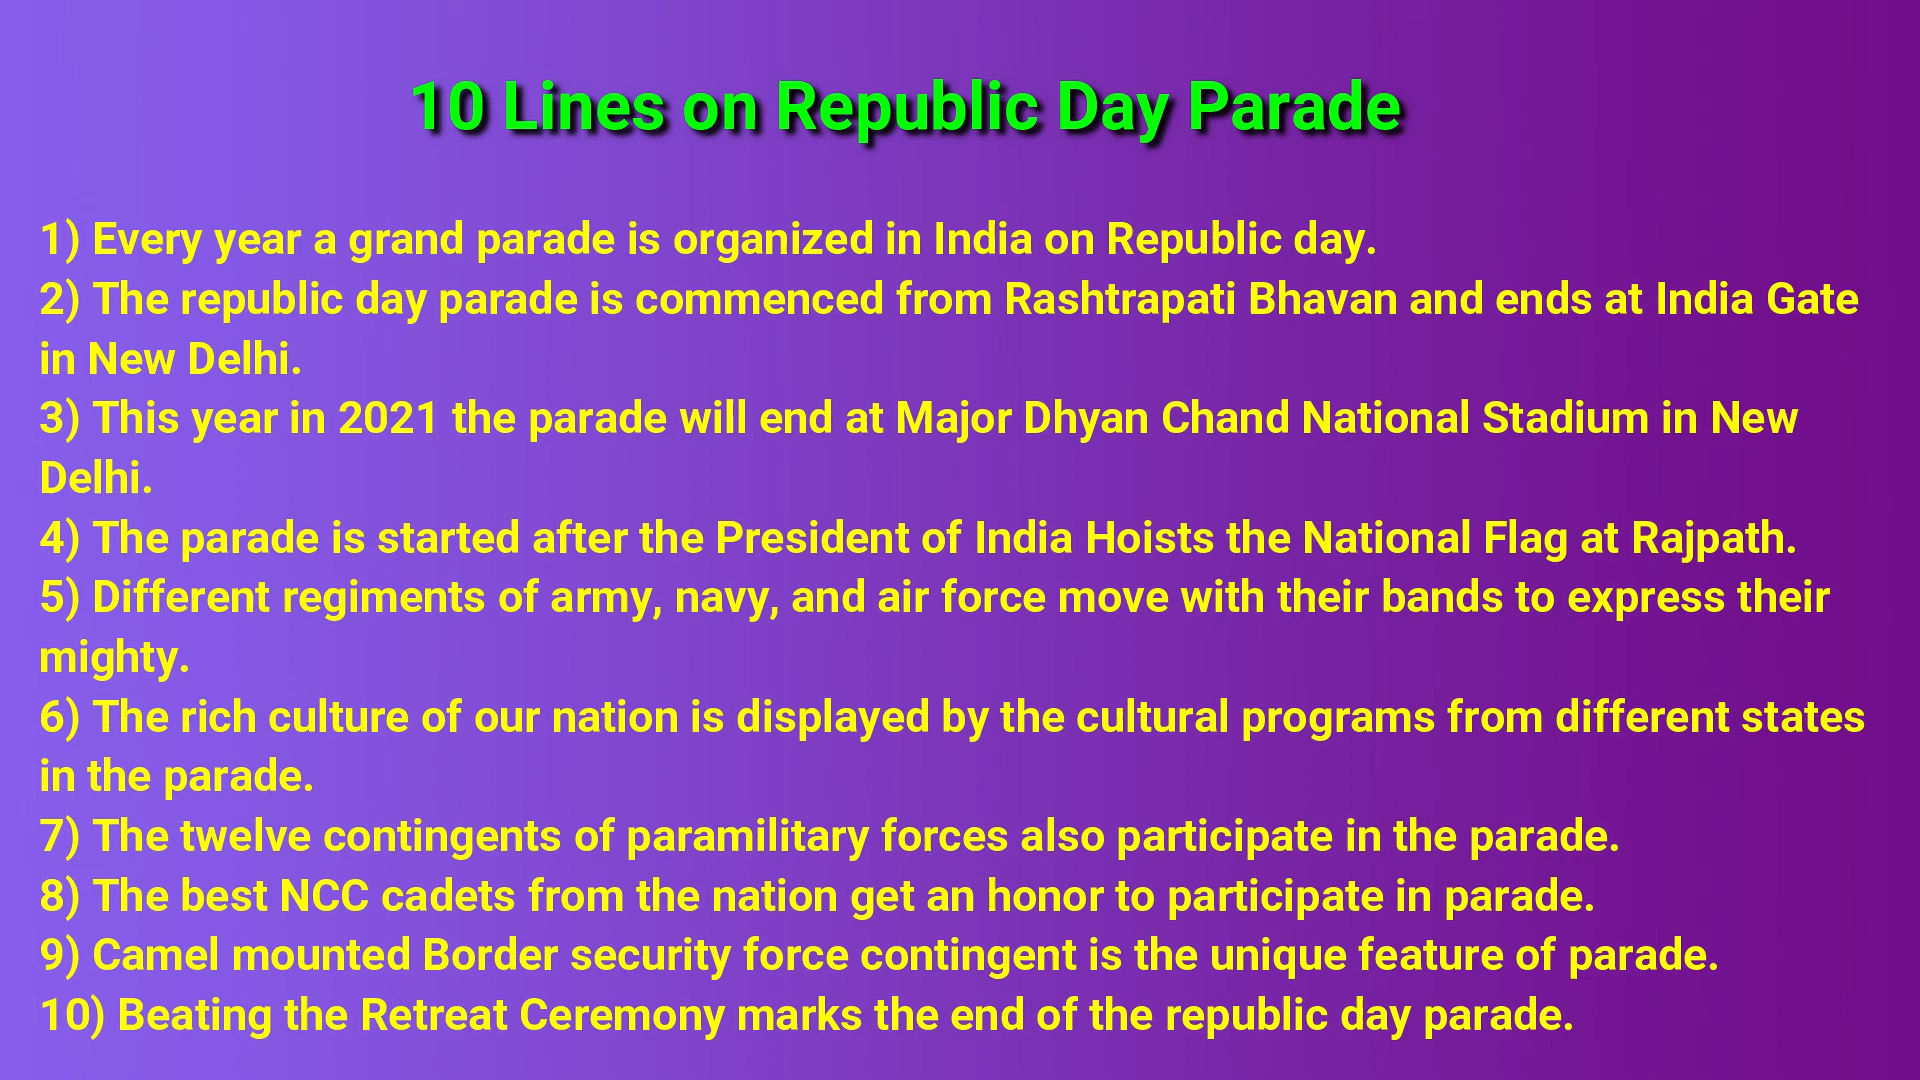 10 Lines on Republic Day Parade
1) Every year a grand parade is organized in India on Republic day.
2) The republic day parade is commenced from Rashtrapati Bhavan and ends at India Gate
in New Delhi.
3) This year in 2021 the parade will end at Major Dhyan Chand National Stadium in New
Delhi.
4) The parade is started after the President of India Hoists the National Flag at Rajpath.
5) Different regiments of army, navy, and air force move with their bands to express their
mighty.
6) The rich culture of our nation is displayed by the cultural programs from different states
in the parade.
7) The twelve contingents of paramilitary forces also participate in the parade.
8) The best NCC cadets from the nation get an honor to participate in parade.
9) Camel mounted Border security force contingent is the unique feature of parade.
10) Beating the Retreat Ceremony marks the end of the republic day parade.